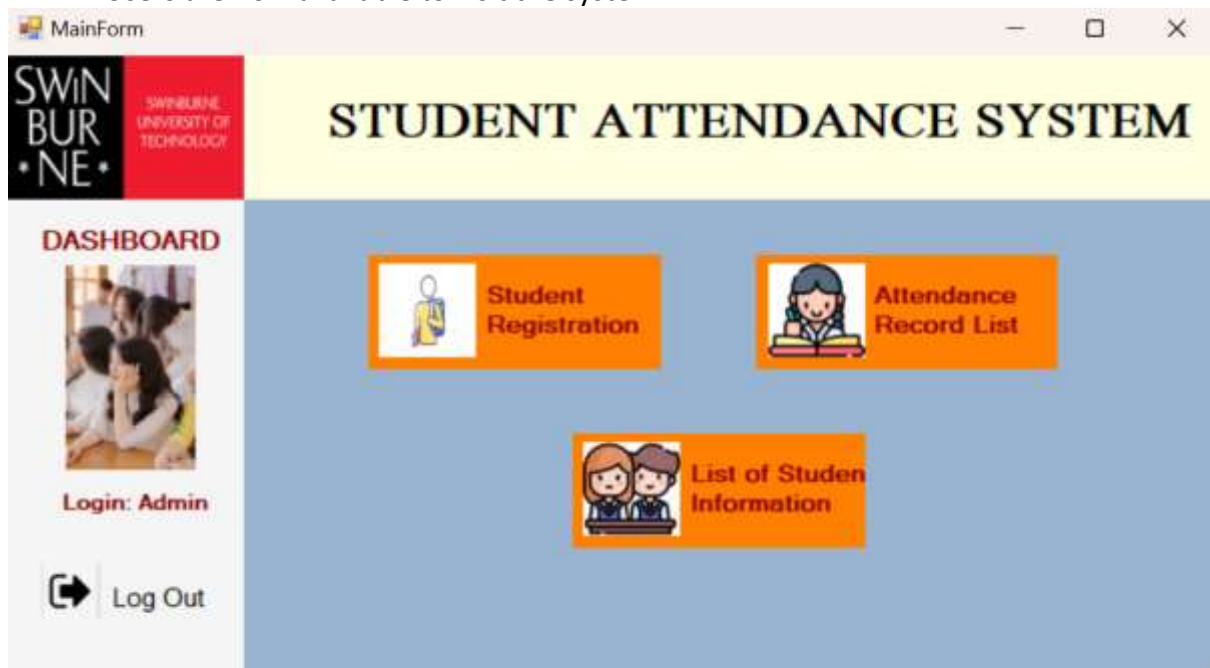 MainForm
SWIN
BUR
•NE•
SWINBURNE
UNIVERSITY OF
TECHNOLOGY
STUDENT ATTENDANCE SYSTEM
DASHBOARD
Student
Registration
Attendance
Record List
List of Studen
Information
Login: Admin
Log Out